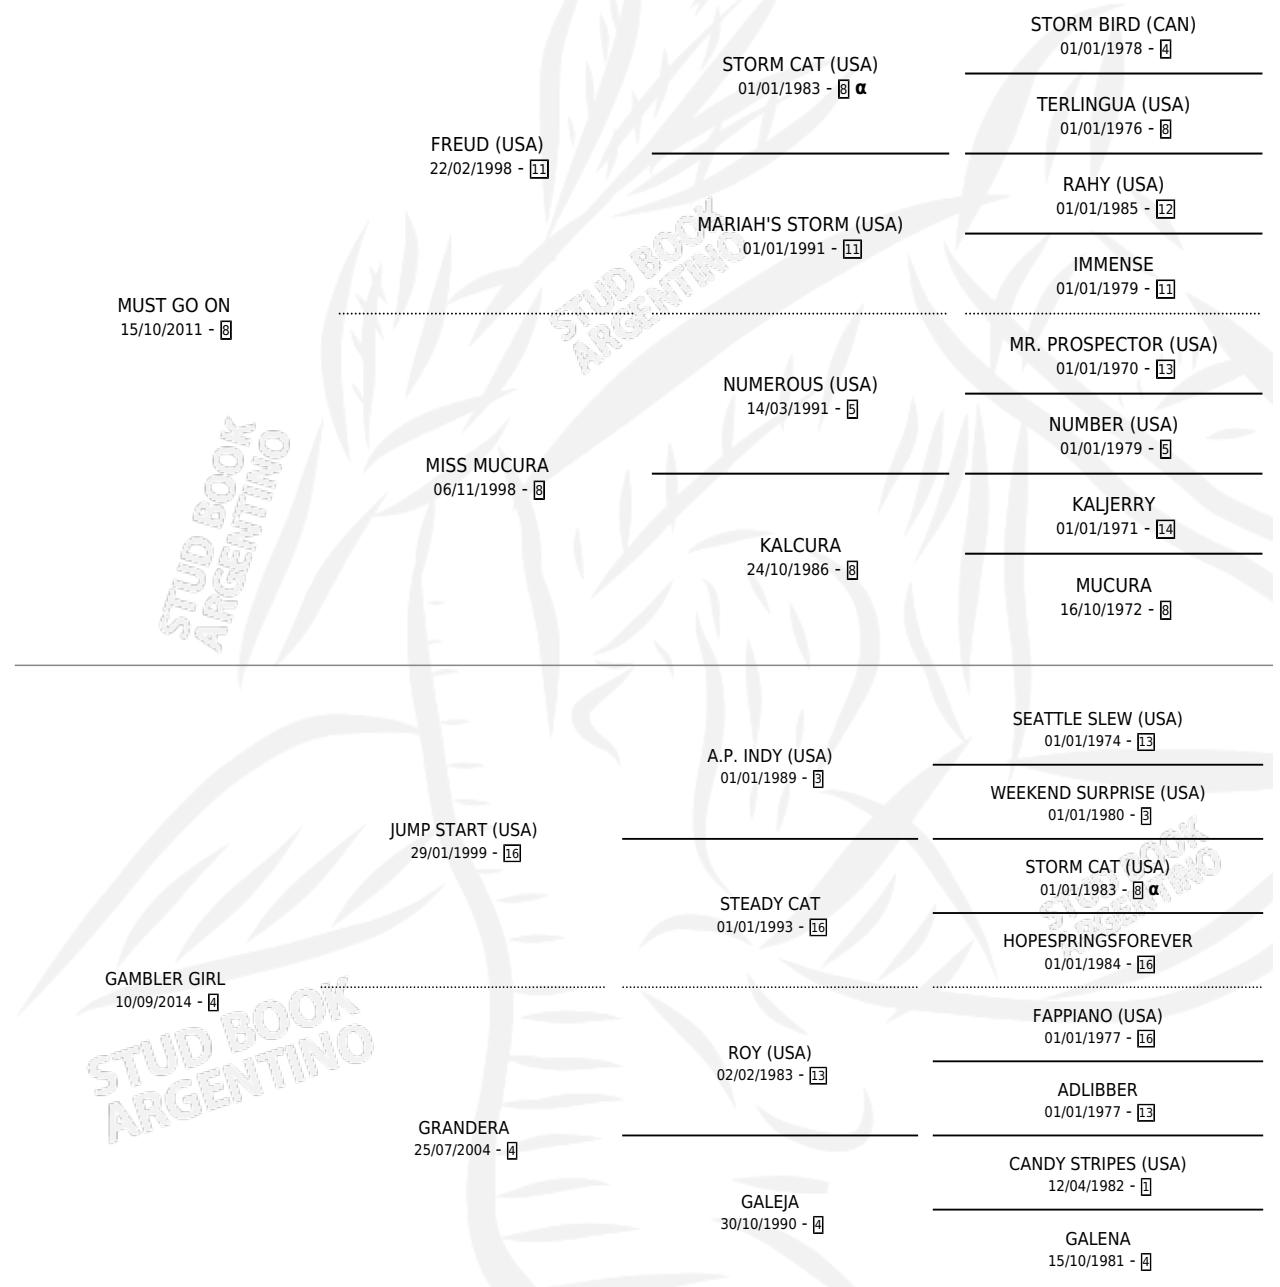 STORM BIRD (CAN)
01/01/1978 - 4
STORM CAT (USA)
01/01/1983 - 8 α
TERLINGUA (USA)
01/01/1976 - 8
FREUD (USA)
22/02/1998 - 11
RAHY (USA)
01/01/1985 - 12
MARIAH'S STORM (USA)
01/01/1991 - 11
IMMENSE
01/01/1979 - 11
MUST GO ON
15/10/2011 - 8
MR. PROSPECTOR (USA)
01/01/1970 - 13
NUMEROUS (USA)
14/03/1991 - 5
NUMBER (USA)
01/01/1979 - 5
MISS MUCURA
06/11/1998 - 8
KALJERRY
01/01/1971 - 14
KALCURA
24/10/1986 - 8
MUCURA
16/10/1972 - 8
STUD BOOK
ARGENTINO
STUD BOOK
ARGENTINO
SEATTLE SLEW (USA)
01/01/1974 - 13
A.P. INDY (USA)
01/01/1989 - 3
WEEKEND SURPRISE (USA)
01/01/1980 - 3
JUMP START (USA)
29/01/1999 - 16
STORM CAT (USA)
01/01/1983 - 8 α
STEADY CAT
01/01/1993 - 16
HOPESPRINGSFOREVER
01/01/1984 - 16
GAMBLER GIRL
10/09/2014 - 4
FAPPIANO (USA)
01/01/1977 - 16
ROY (USA)
02/02/1983 - 13
ADLIBBER
01/01/1977 - 13
GRANDERA
25/07/2004 - 4
CANDY STRIPES (USA)
12/04/1982 - 1
GALEJA
30/10/1990 - 4
GALENA
15/10/1981 - 4
STUD BOOK
ARGENTINO
STUD BOOK
ARGENTINO